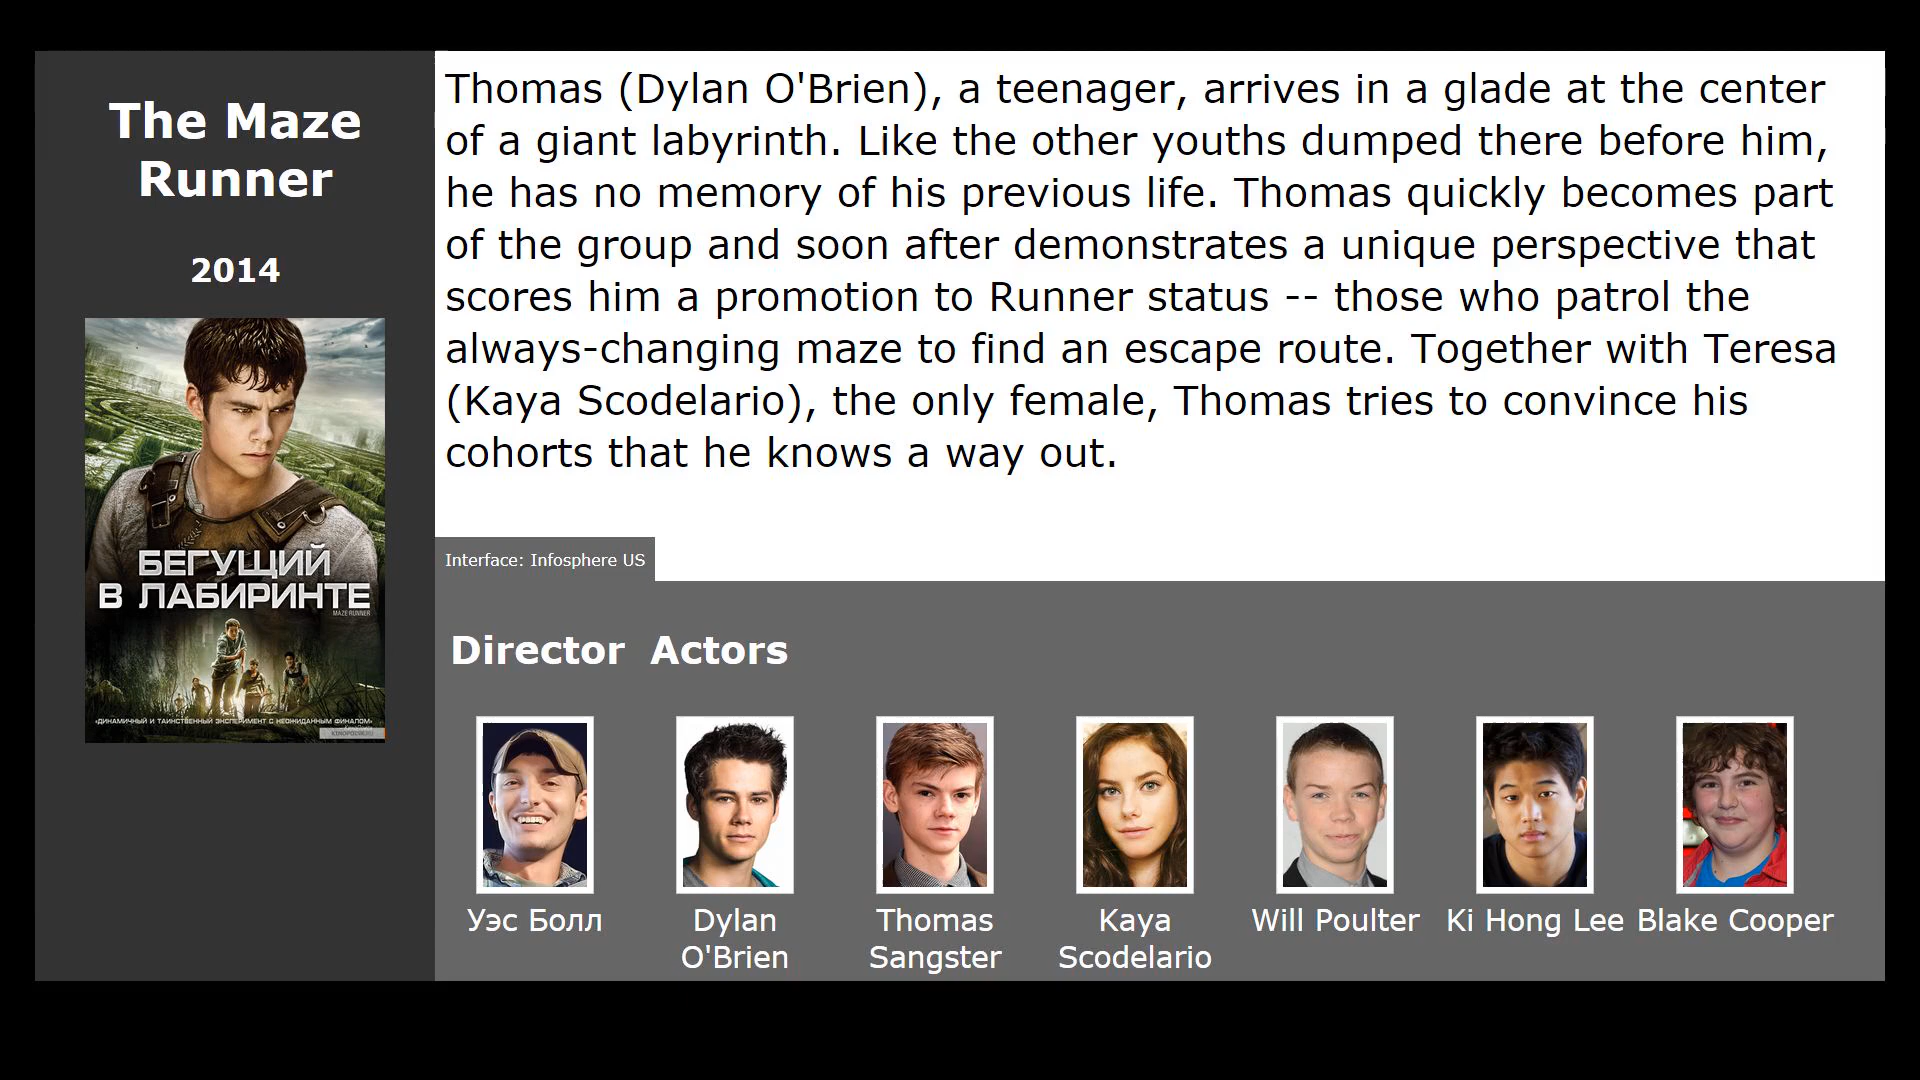 The Maze
Runner
2014
БЕГУЩИЙ
В ЛАБИРИНТЕ
MAZE RUNNER
«ДИНАМИЧНЫЙ И ТАИНСТВЕННЫЙ ЭКСПЕРИМЕНТ С НЕОЖИДАННЫМ ФИНАЛОМ»
Thomas (Dylan O'Brien), a teenager, arrives in a glade at the center
of a giant labyrinth. Like the other youths dumped there before him,
he has no memory of his previous life. Thomas quickly becomes part
of the group and soon after demonstrates a unique perspective that
scores him a promotion to Runner status -- those who patrol the
always-changing maze to find an escape route. Together with Teresa
(Kaya Scodelario), the only female, Thomas tries to convince his
cohorts that he knows a way out.
Interface: Infosphere US
Director Actors
Уэс Болл
Dylan
O'Brien
Thomas
Sangster
Kaya
Scodelario
Will Poulter
Ki Hong Lee
Blake Cooper